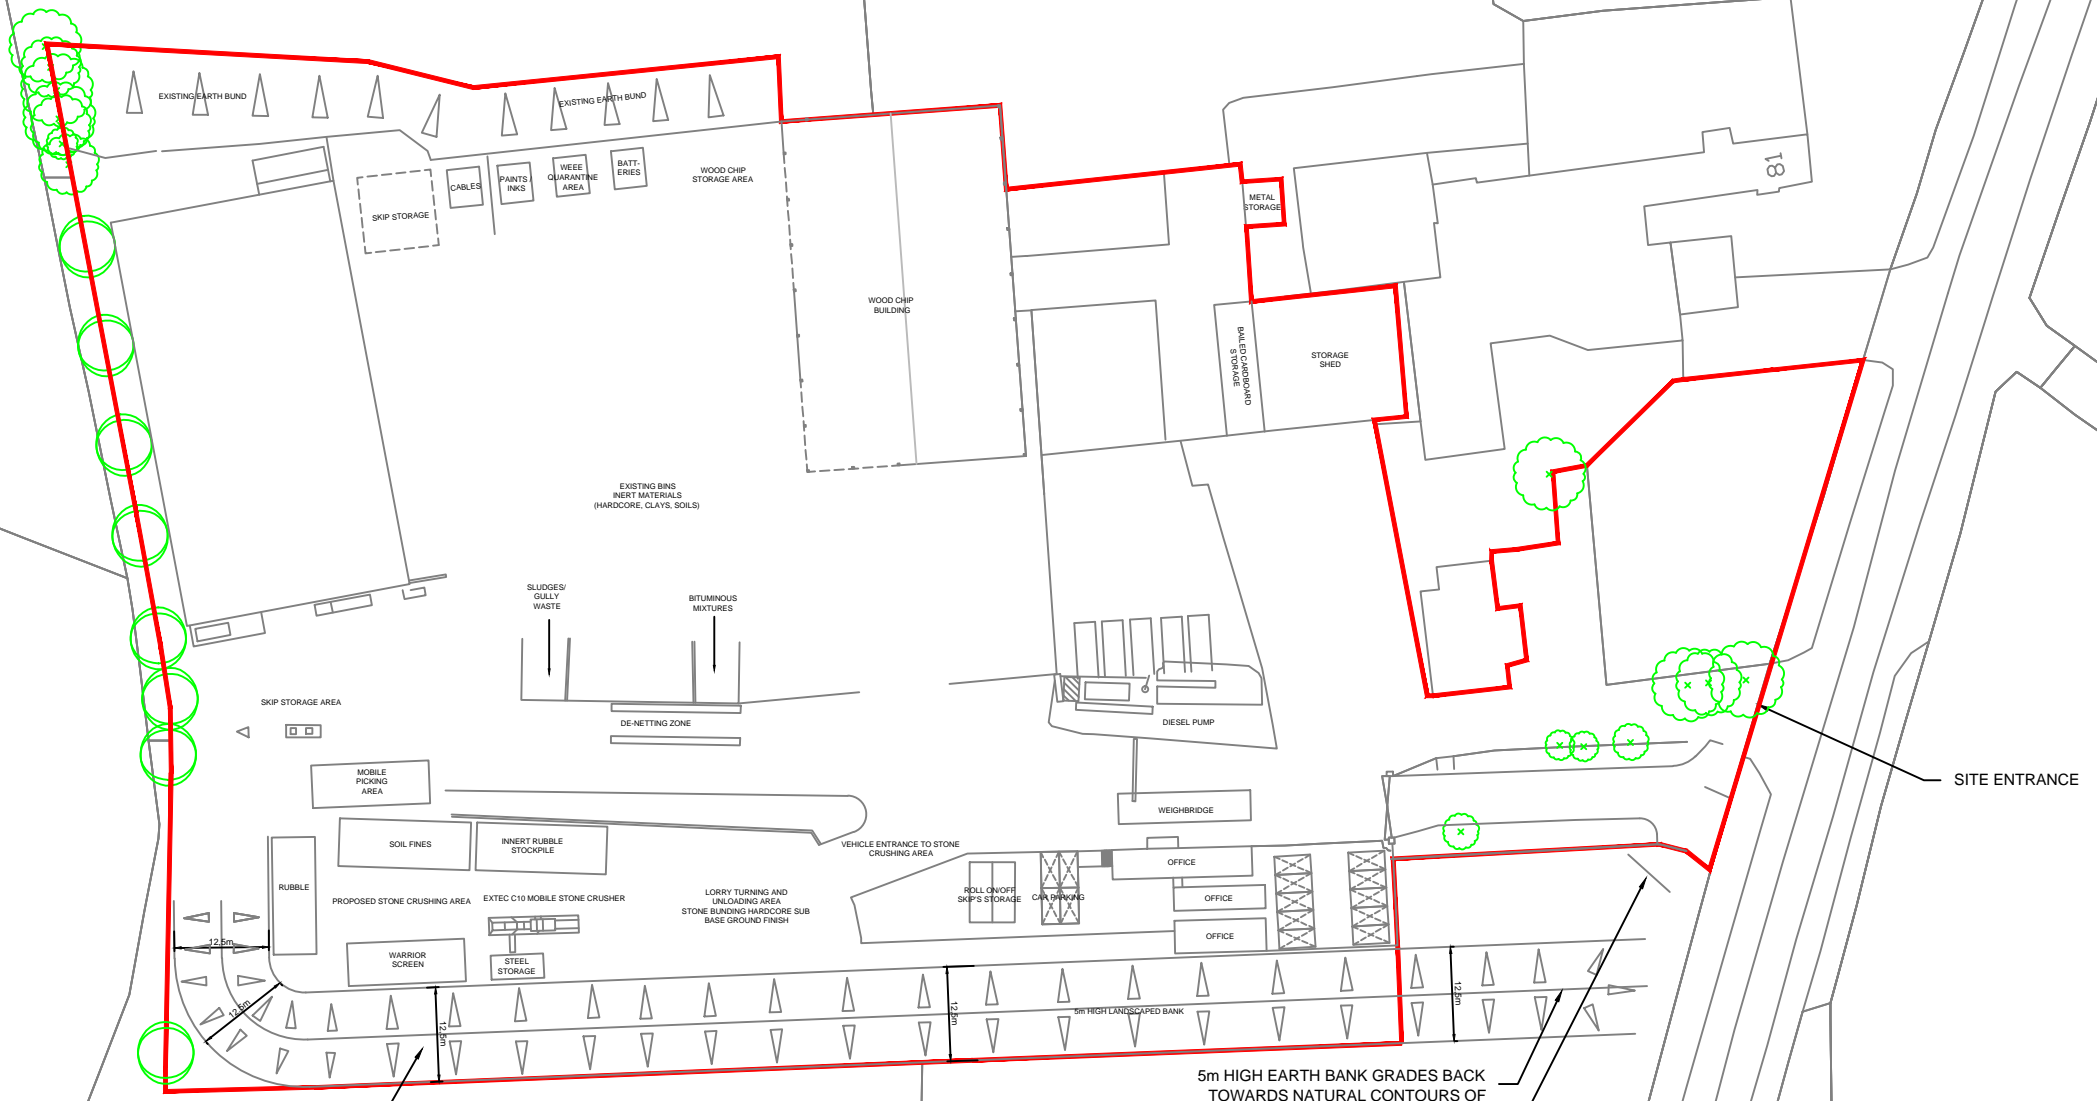 EXISTING EARTH BUND
EXISTING EARTH BUND
CABLES
PAINTS /
INKS
WEEE
QUARANTINE
AREA
BATT-
ERIES
WOOD CHIP
STORAGE AREA
SKIP STORAGE
METAL
STORAGE
81
WOOD CHIP
BUILDING
BAILED CARDBOARD
STORAGE
STORAGE
SHED
EXISTING BINS
INERT MATERIALS
(HARDCORE, CLAYS, SOILS)
SLUDGES/
GULLY
WASTE
BITUMINOUS
MIXTURES
SKIP STORAGE AREA
DE-NETTING ZONE
DIESEL PUMP
SITE ENTRANCE
MOBILE
PICKING
AREA
WEIGHBRIDGE
SOIL FINES
INNERT RUBBLE
STOCKPILE
VEHICLE ENTRANCE TO STONE
CRUSHING AREA
OFFICE
RUBBLE
PROPOSED STONE CRUSHING AREA
EXTEC C10 MOBILE STONE CRUSHER
LORRY TURNING AND
UNLOADING AREA
STONE BUNDING HARDCORE SUB
BASE GROUND FINISH
ROLL ON/OFF
SKIP'S STORAGE
CAR PARKING
OFFICE
OFFICE
12.5m
WARRIOR
SCREEN
STEEL
STORAGE
12.5m
12.5m
12.5m
5m HIGH LANDSCAPED BANK
12.5m
5m HIGH EARTH BANK GRADES BACK
TOWARDS NATURAL CONTOURS OF